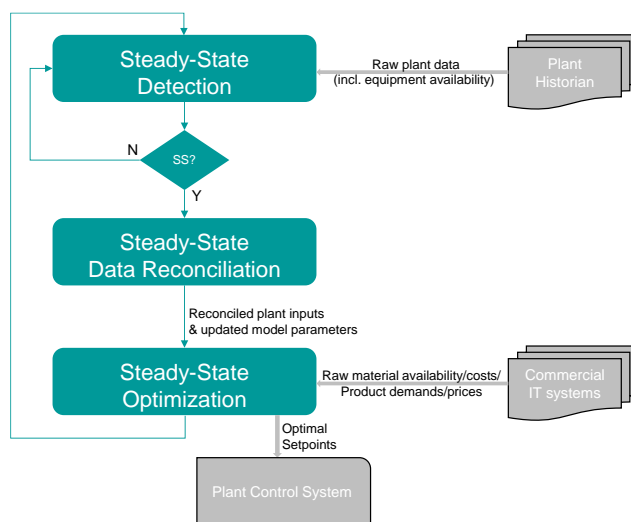 Steady-State
Detection
Raw plant data
(incl. equipment availability)
Plant
Historian
N
SS?
Y
Steady-State
Data Reconciliation
Reconciled plant inputs
& updated model parameters
Steady-State
Optimization
Raw material availability/costs/
Product demands/prices
Commercial
IT systems
Optimal
Setpoints
Plant Control System